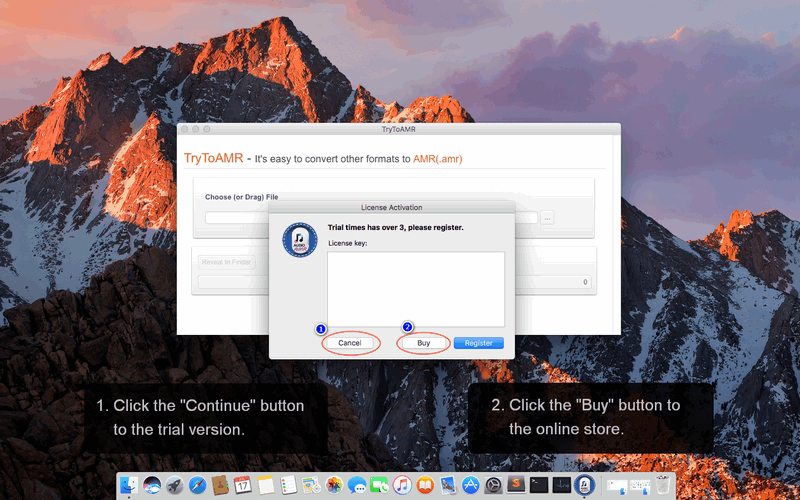 TryToAMR
TryToAMR - It's easy to convert other formats to AMR(.amr)
Choose (or Drag) File
...
License Activation
Trial times has over 3, please register.
License key:
AUDIO
Reveal In Finder
0
1
2
Cancel
Buy
Register
1. Click the "Continue" button
to the trial version.
2. Click the "Buy" button to
the online store.
17